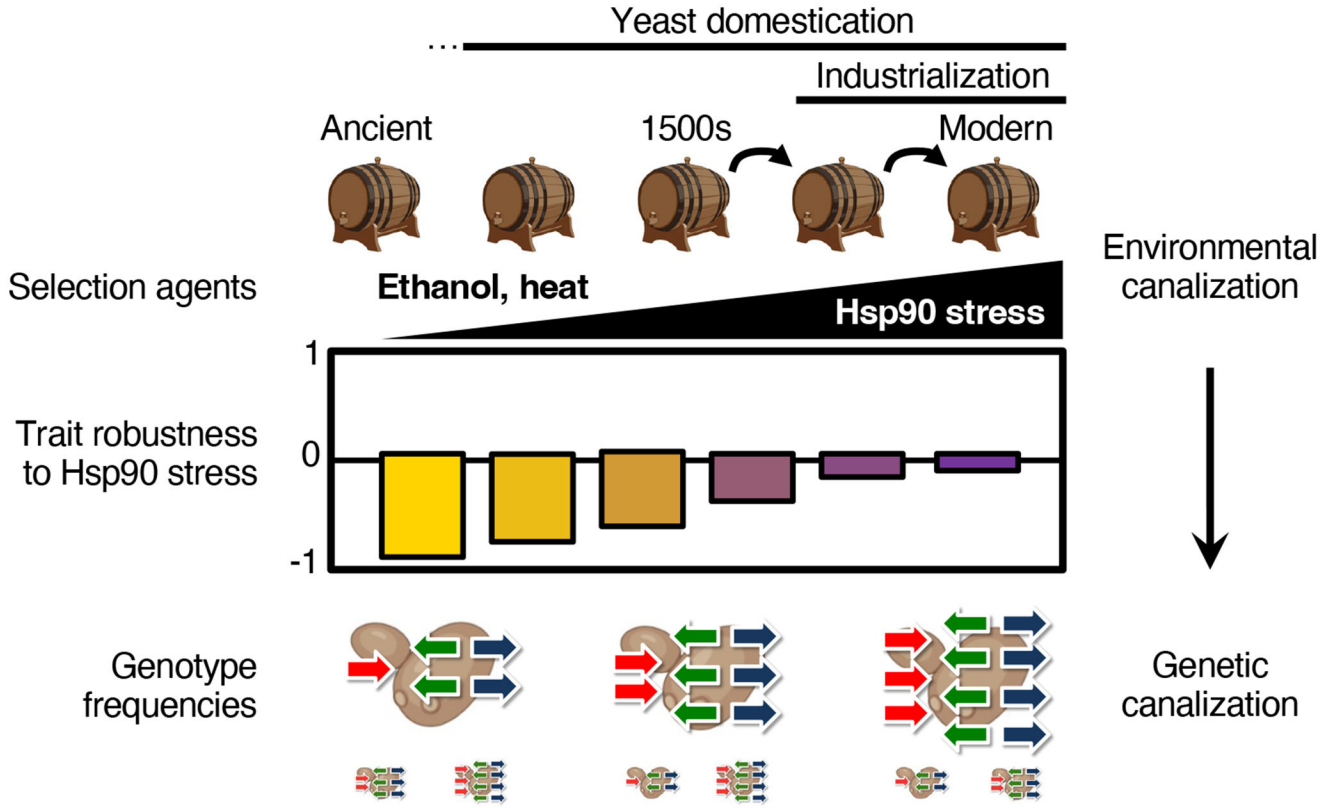 Yeast domestication
...
Industrialization
Ancient
1500s
Modern
Environmental
canalization
Selection agents
Ethanol, heat
Hsp90 stress
1
Trait robustness
to Hsp90 stress
0
-1
Genotype
frequencies
Genetic
canalization